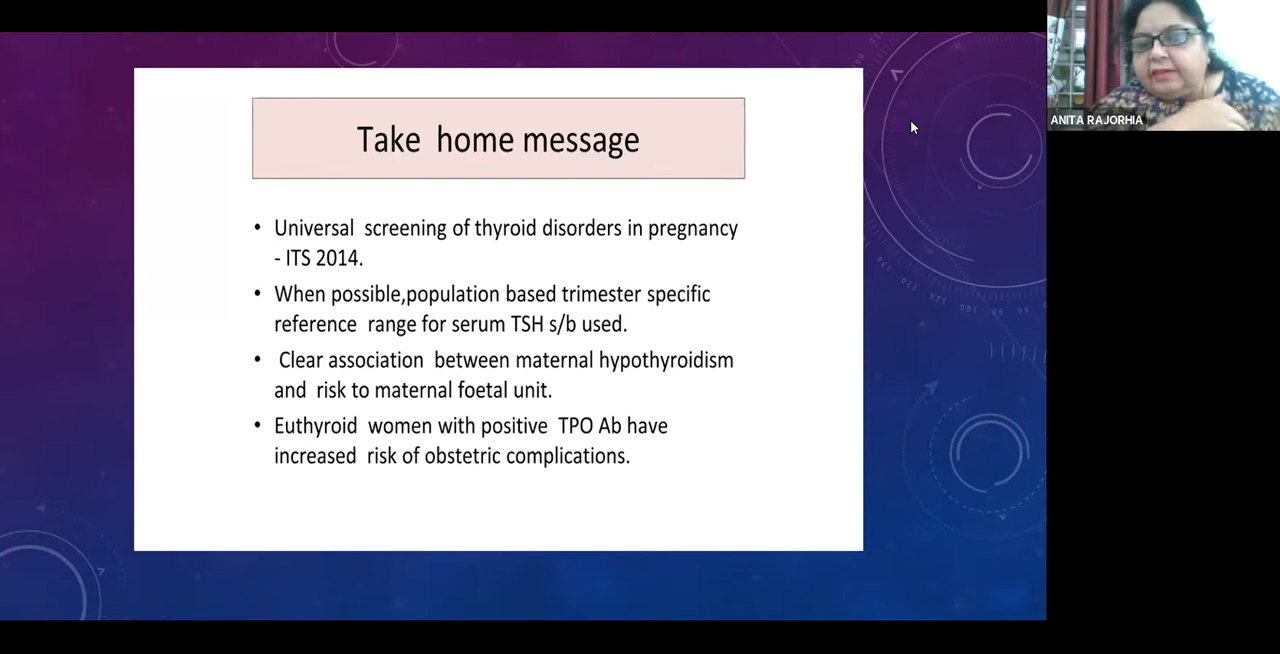 Take home message
• Universal screening of thyroid disorders in pregnancy
- ITS 2014.
• When possible,population based trimester specific
reference range for serum TSH s/b used.
• Clear association between maternal hypothyroidism
and risk to maternal foetal unit.
• Euthyroid women with positive TPO Ab have
increased risk of obstetric complications.
ANITA RAJORHIA